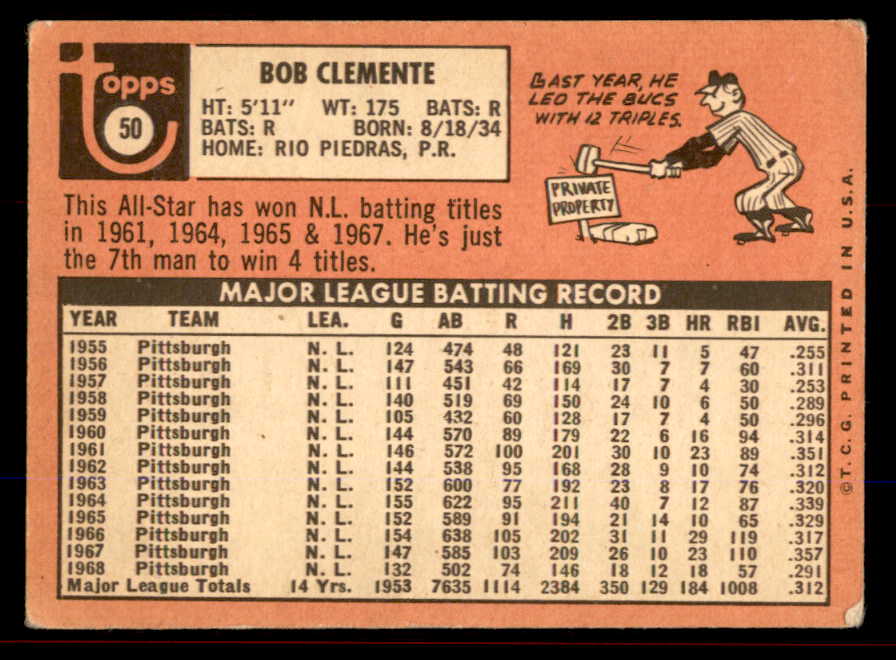 topps
50
BOB CLEMENTE
HT: 5'11" WT: 175 BATS: R
BATS: R BORN: 8/18/34
HOME: RIO PIEDRAS, P.R.
LAST YEAR, HE
LED THE BUCS
WITH 12 TRIPLES.
PRIVATE
PROPERTY
This All-Star has won N.L. batting titles
in 1961, 1964, 1965 & 1967. He's just
the 7th man to win 4 titles.
MAJOR LEAGUE BATTING RECORD
YEAR TEAM LEA. G AB R H 2B 3B HR RBI AVG.
1955 Pittsburgh N. L. 124 474 48 121 23 11 5 47 .255
1956 Pittsburgh N. L. 147 543 66 169 30 7 7 60 .311
1957 Pittsburgh N. L. 111 451 42 114 17 7 4 30 .253
1958 Pittsburgh N. L. 140 519 69 150 24 10 6 50 .289
1959 Pittsburgh N. L. 105 432 60 128 17 7 4 50 .296
1960 Pittsburgh N. L. 144 570 89 179 22 6 16 94 .314
1961 Pittsburgh N. L. 146 572 100 201 30 10 23 89 .351
1962 Pittsburgh N. L. 144 538 95 168 28 9 10 74 .312
1963 Pittsburgh N. L. 152 600 77 192 23 8 17 76 .320
1964 Pittsburgh N. L. 155 622 95 211 40 7 12 87 .339
1965 Pittsburgh N. L. 152 589 91 194 21 14 10 65 .329
1966 Pittsburgh N. L. 154 638 105 202 31 11 29 119 .317
1967 Pittsburgh N. L. 147 585 103 209 26 10 23 110 .357
1968 Pittsburgh N. L. 132 502 74 146 18 12 18 57 .291
Major League Totals 14 Yrs. 1953 7635 1114 2384 350 129 184 1008 .312
© T. C. G. PRINTED IN U.S.A.